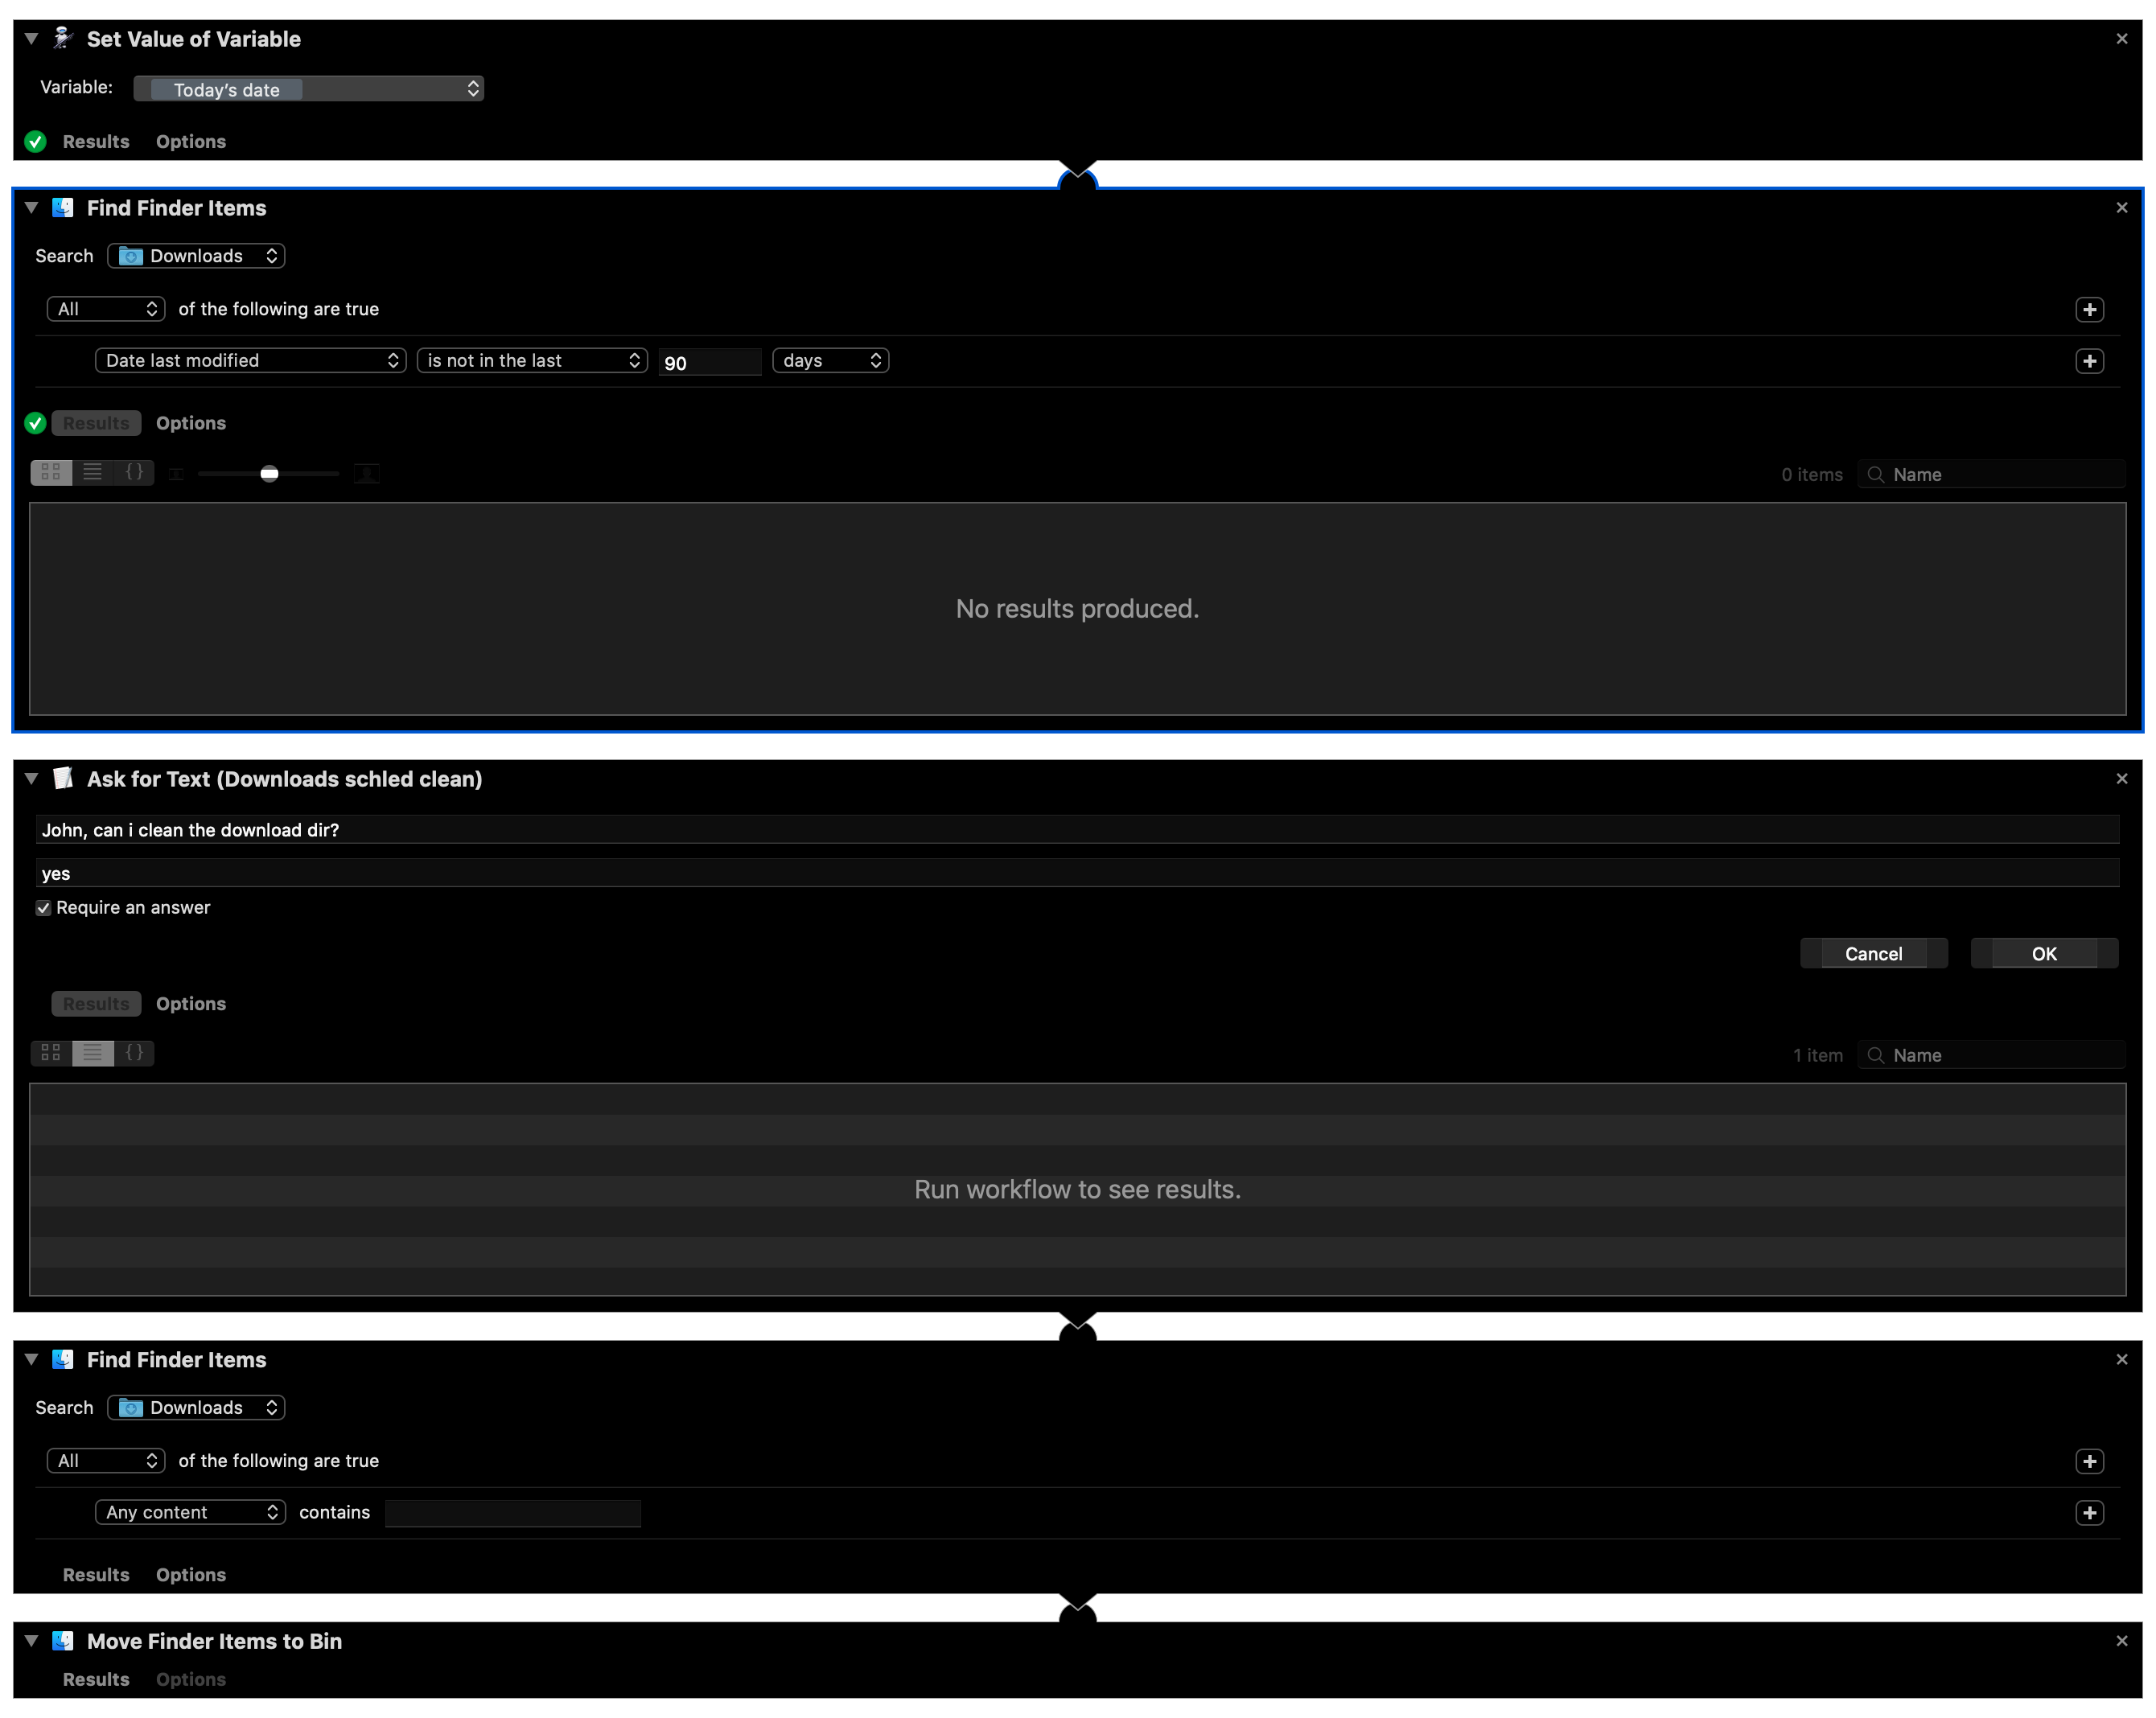 Set Value of Variable
Variable: Today’s date
Results Options
Find Finder Items
Search Downloads
All of the following are true
Date last modified is not in the last 90 days
Results Options
0 items Name
No results produced.
Ask for Text (Downloads schled clean)
John, can i clean the download dir?
yes
Require an answer
Cancel OK
Results Options
1 item Name
Run workflow to see results.
Find Finder Items
Search Downloads
All of the following are true
Any content contains
Results Options
Move Finder Items to Bin
Results Options